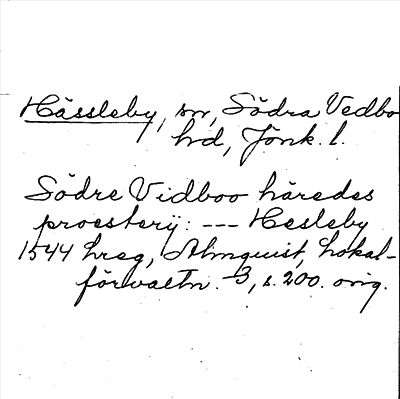 Hässleby, sn, Södra Vedbo
hd, Jönk. l.
Södre Vidboo häredes
proesterij: --- Hesleby
1544 hreg, Almquist, Lokal-
förvaltn. 3, s. 200. orig.